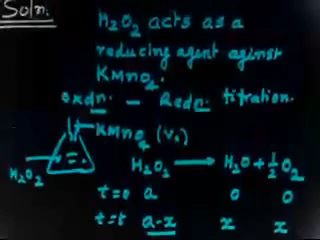 Soln:
H2O2 acts as a
reducing agent against
KMnO4.
oxdn. - Redn. titration.
KMnO4 (V1)
H2O2
H2O2 → H2O + 1/2 O2
t=0 a 0 0
t=t a-x x x